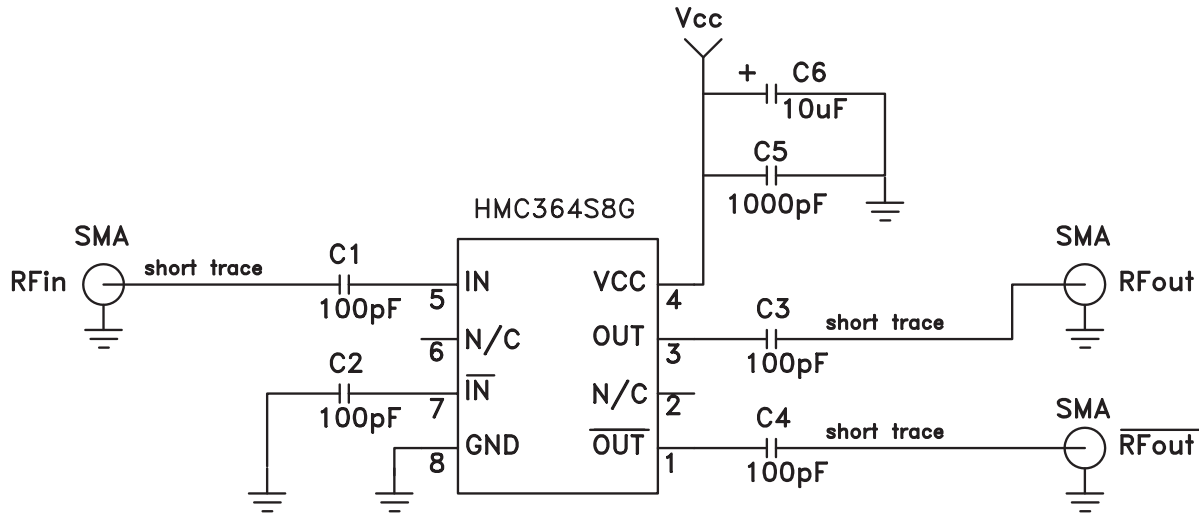 Vcc
+ C6
10uF
C5
1000pF
HMC364S8G
SMA
RFin
short trace
C1
100pF
5
IN
VCC
4
SMA
RFout
6
N/C
OUT
3
C3
100pF
short trace
C2
100pF
7
IN
N/C
2
8
GND
OUT
1
C4
100pF
short trace
SMA
RFout